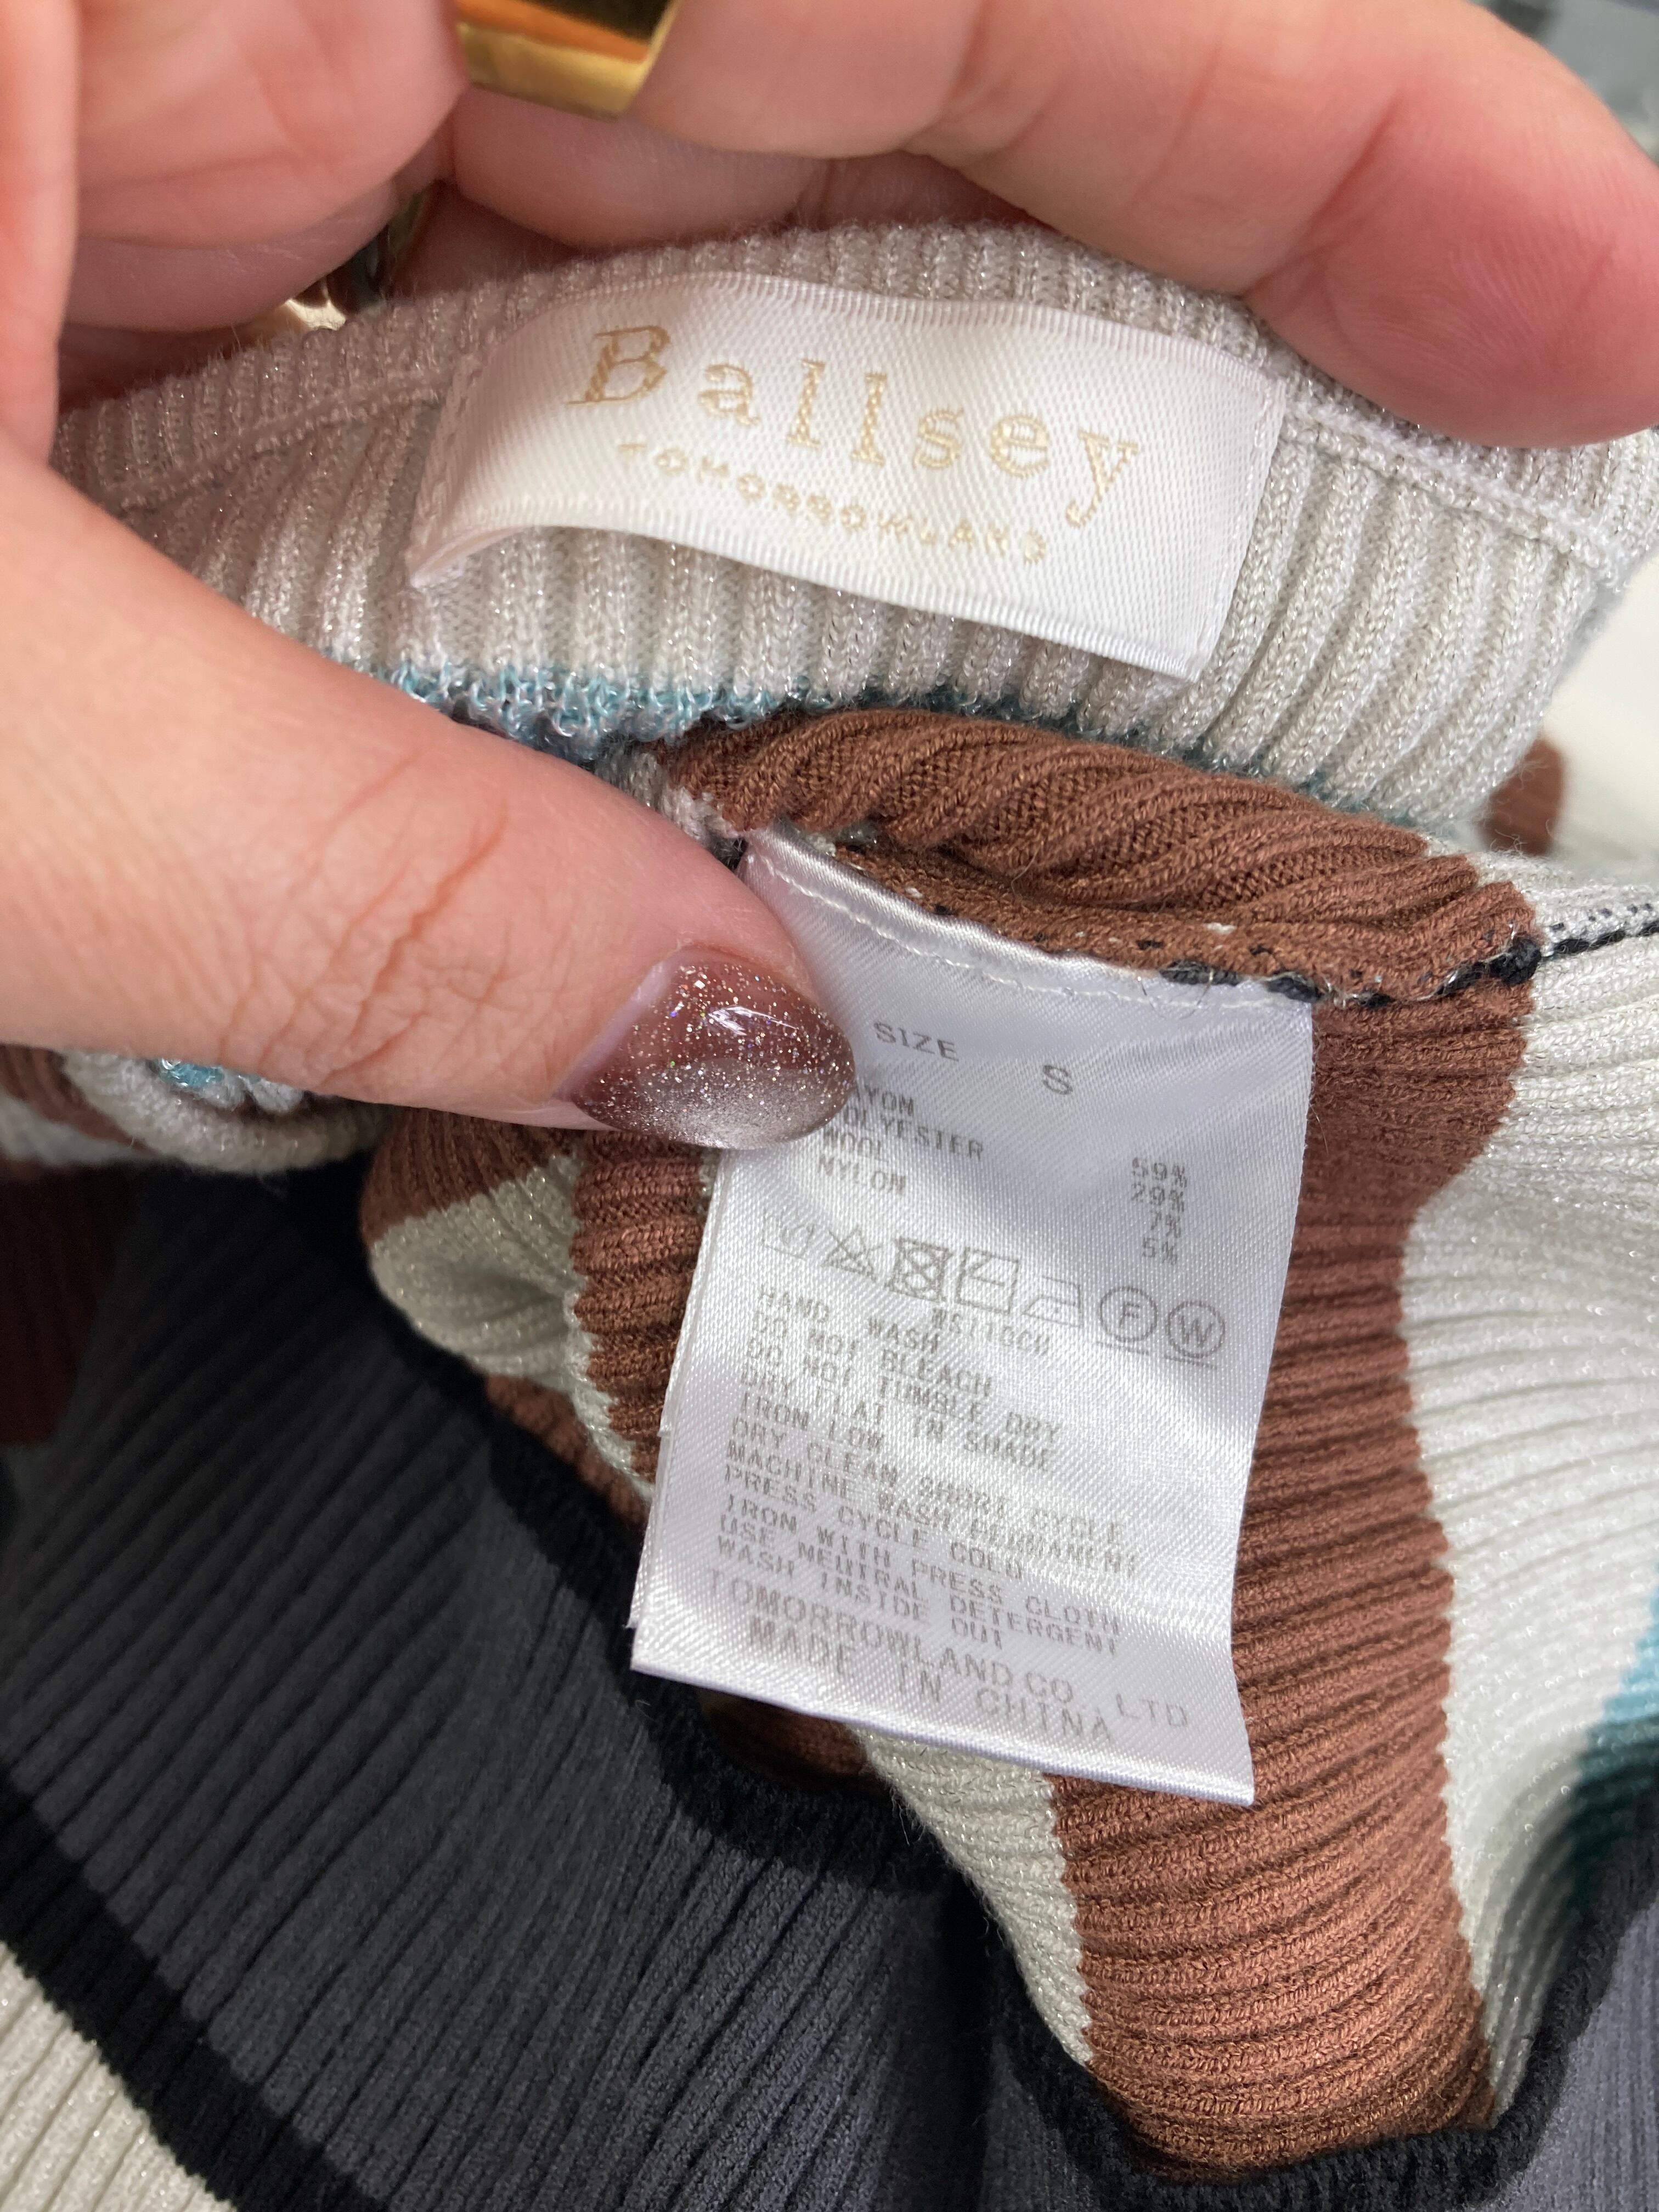 Ballsey
TOMORROWLAND
SIZE S
AYON 59%
OLYESTER 29%
WOOL 7%
NYLON 5%
F W
HAND WASH
DO NOT BLEACH
DO NOT TUMBLE DRY
DRY FLAT IN SHADE
IRON LOW
DRY CLEAN SHORT CYCLE
MACHINE WASH PERMANENT
PRESS CYCLE COLD
IRON WITH PRESS CLOTH
USE NEUTRAL DETERGENT
WASH INSIDE OUT
TOMORROWLAND CO., LTD
MADE IN CHINA